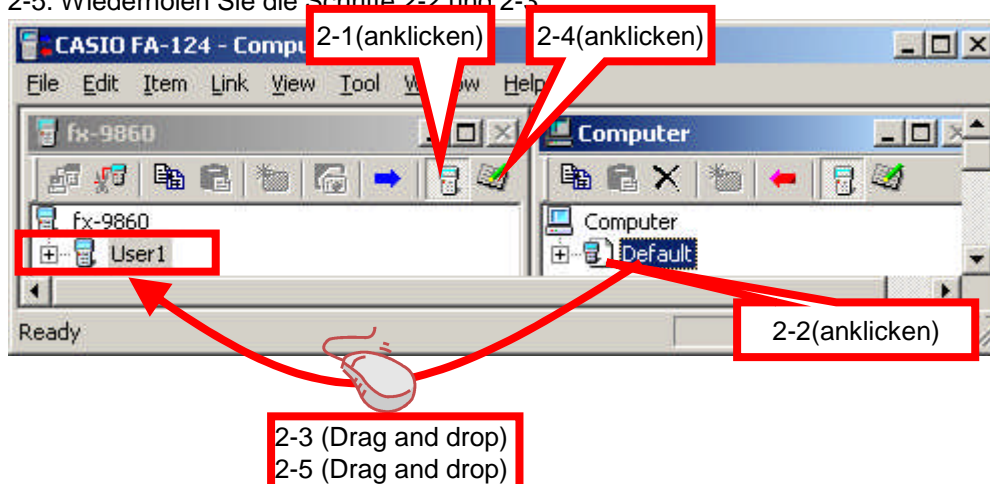 2-5. Wiederholen Sie die Schritte 2-2 und 2-3
2-1(anklicken)
2-4(anklicken)
CASIO FA-124 - Compu
File Edit Item Link View Tool Help
fx-9860
Computer
fx-9860
User1
Computer
Default
Ready
2-2(anklicken)
2-3 (Drag and drop)
2-5 (Drag and drop)